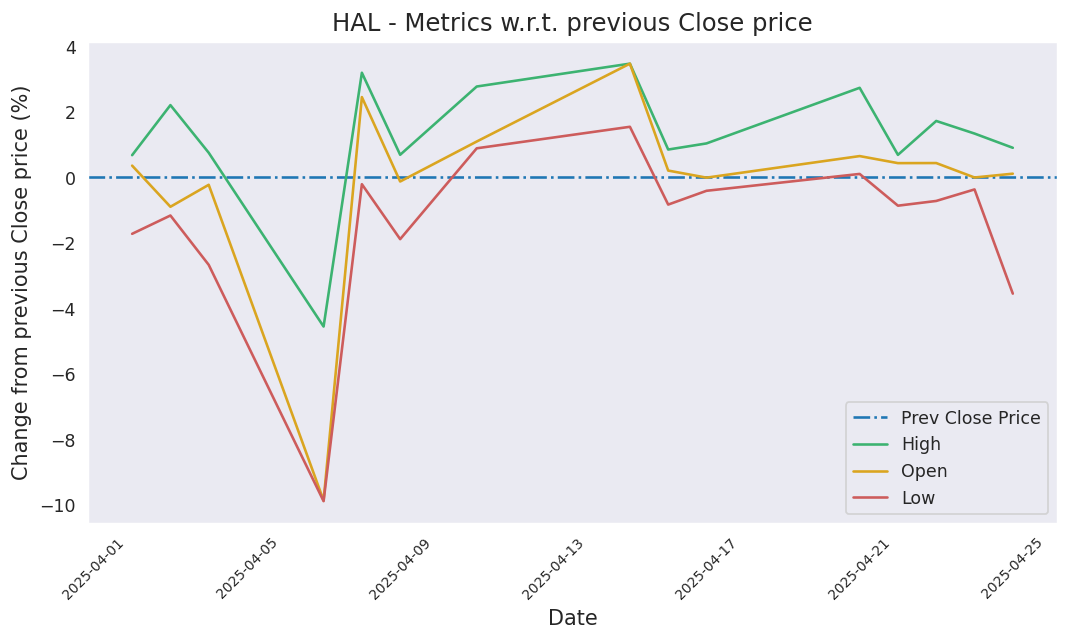 HAL - Metrics w.r.t. previous Close price
Change from previous Close price (%)
4
2
0
−2
−4
−6
−8
−10
Prev Close Price
High
Open
Low
2025-04-01
2025-04-05
2025-04-09
2025-04-13
2025-04-17
2025-04-21
2025-04-25
Date